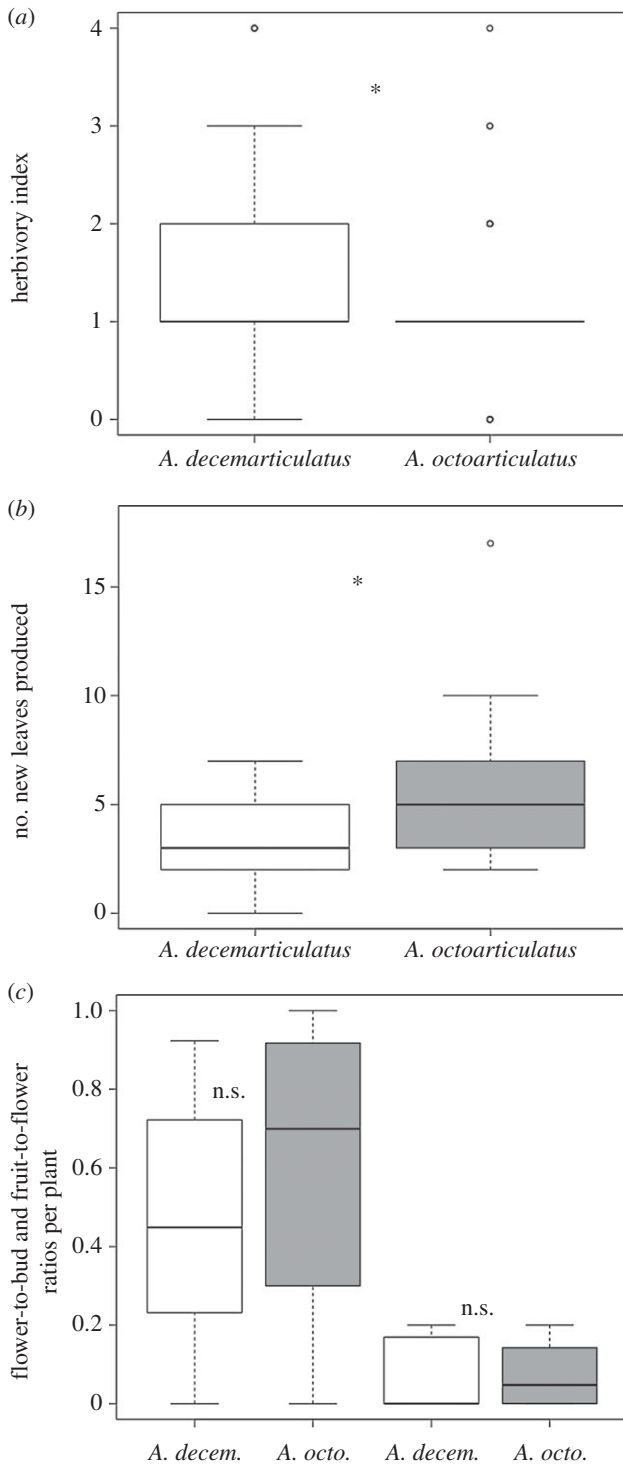 (a)
4
3
2
1
0
herbivory index
*
A. decemarticulatus A. octoarticulatus
(b)
15
10
5
0
no. new leaves produced
*
A. decemarticulatus A. octoarticulatus
(c)
1.0
0.8
0.6
0.4
0.2
0
flower-to-bud and fruit-to-flower
ratios per plant
n.s.
n.s.
A. decem. A. octo. A. decem. A. octo.